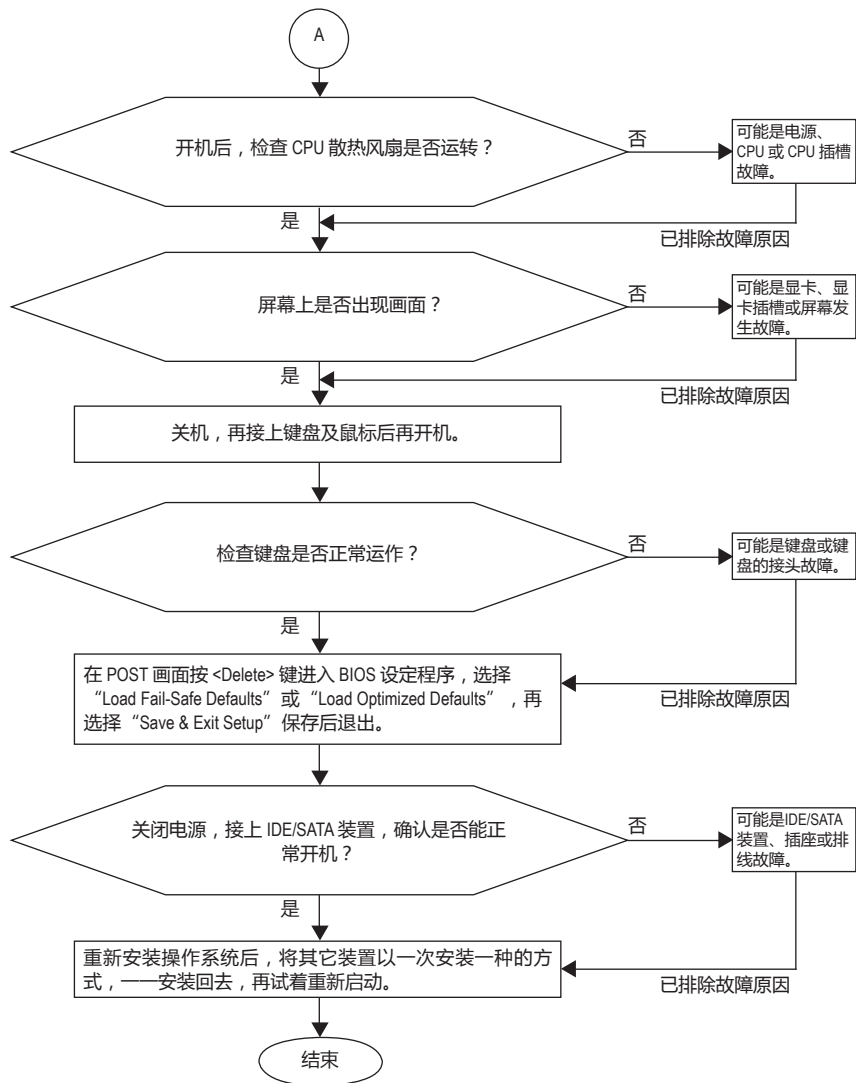 A
开机后，检查 CPU 散热风扇是否运转？
否
可能是电源、
CPU 或 CPU 插槽
故障。
是
已排除故障原因
屏幕上是否出现画面？
否
可能是显卡、显
卡插槽或屏幕发
生故障。
是
已排除故障原因
关机，再接上键盘及鼠标后再开机。
检查键盘是否正常运作？
否
可能是键盘或键
盘的接头故障。
是
在 POST 画面按 <Delete> 键进入 BIOS 设定程序，选择
“Load Fail-Safe Defaults”或“Load Optimized Defaults”，再
选择“Save & Exit Setup”保存后退出。
已排除故障原因
关闭电源，接上 IDE/SATA 装置，确认是否能正
常开机？
否
可能是IDE/SATA
装置、插座或排
线故障。
是
重新安装操作系统后，将其它装置以一次安装一种的方
式，一一安装回去，再试着重新启动。
已排除故障原因
结束